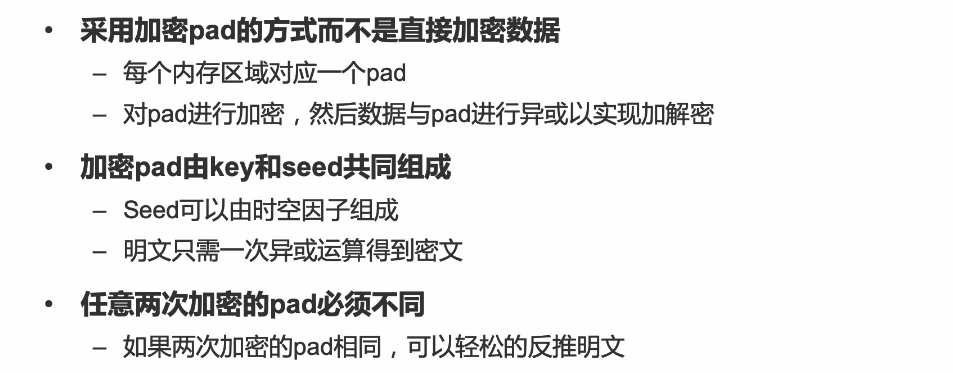 • 采用加密pad的方式而不是直接加密数据
– 每个内存区域对应一个pad
– 对pad进行加密，然后数据与pad进行异或以实现加解密
• 加密pad由key和seed共同组成
– Seed可以由时空因子组成
– 明文只需一次异或运算得到密文
• 任意两次加密的pad必须不同
– 如果两次加密的pad相同，可以轻松的反推明文